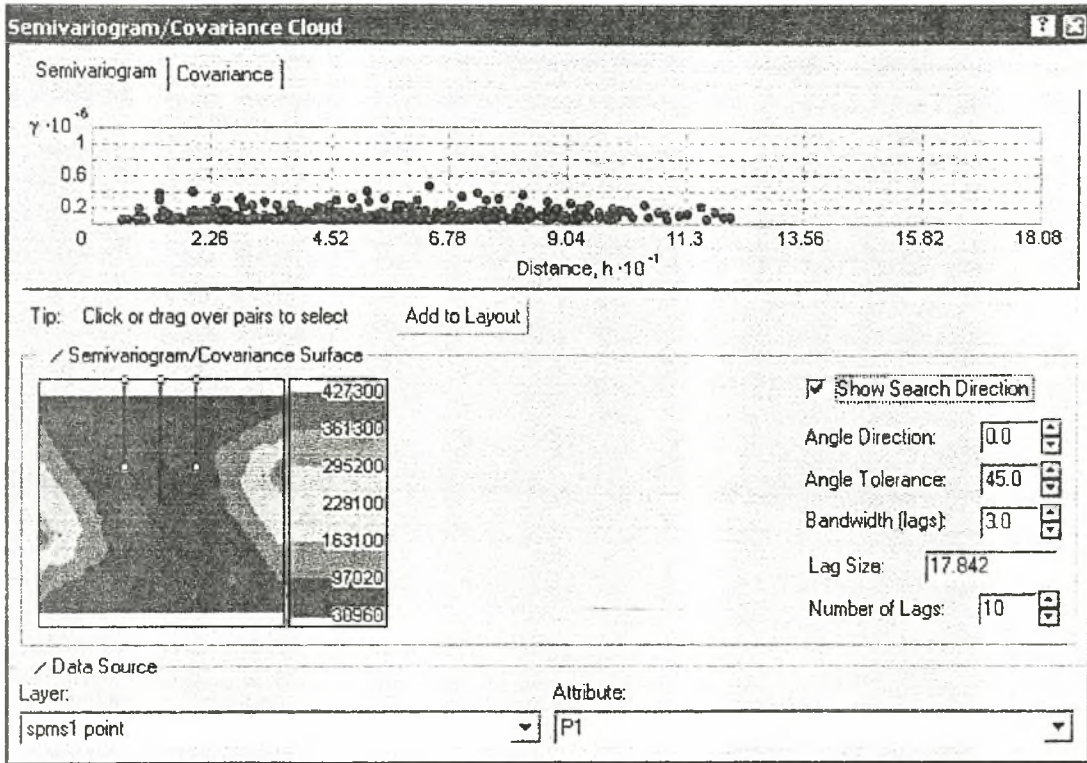 Semivariogram/Covariance Cloud
Semivariogram Covariance
γ·10⁻⁶
1
0.6
0.2
0 2.26 4.52 6.78 9.04 11.3 13.56 15.82 18.08
Distance, h·10⁻¹
Tip: Click or drag over pairs to select Add to Layout
Semivariogram/Covariance Surface
427300
361300
295200
229100
163100
97020
30960
Show Search Direction
Angle Direction: 0.0
Angle Tolerance: 45.0
Bandwidth (lags): 3.0
Lag Size: 17.842
Number of Lags: 10
Data Source
Layer: Attribute:
spms1 point P1